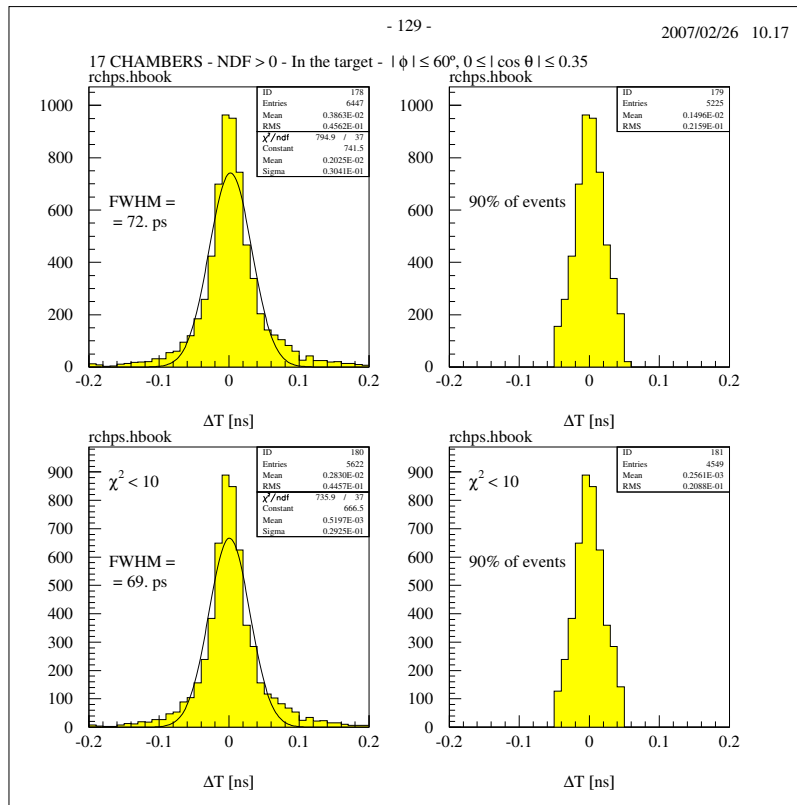 - 129 -
2007/02/26 10.17
17 CHAMBERS - NDF > 0 - In the target - | ϕ | ≤ 60º, 0 ≤ | cos θ | ≤ 0.35
rchps.hbook
ID 178
Entries 6447
Mean 0.3863E-02
RMS 0.4562E-01
χ²/ndf 794.9 / 37
Constant 741.5
Mean 0.2025E-02
Sigma 0.3041E-01
FWHM =
= 72. ps
1000
800
600
400
200
0
-0.2 -0.1 0 0.1 0.2
ΔT [ns]
rchps.hbook
ID 179
Entries 5225
Mean 0.1496E-02
RMS 0.2159E-01
90% of events
1000
800
600
400
200
0
-0.2 -0.1 0 0.1 0.2
ΔT [ns]
rchps.hbook
ID 180
Entries 5622
Mean 0.2830E-02
RMS 0.4457E-01
χ²/ndf 735.9 / 37
Constant 666.5
Mean 0.5197E-03
Sigma 0.2925E-01
χ² < 10
FWHM =
= 69. ps
900
800
700
600
500
400
300
200
100
0
-0.2 -0.1 0 0.1 0.2
ΔT [ns]
rchps.hbook
ID 181
Entries 4549
Mean 0.2561E-03
RMS 0.2088E-01
χ² < 10
90% of events
900
800
700
600
500
400
300
200
100
0
-0.2 -0.1 0 0.1 0.2
ΔT [ns]